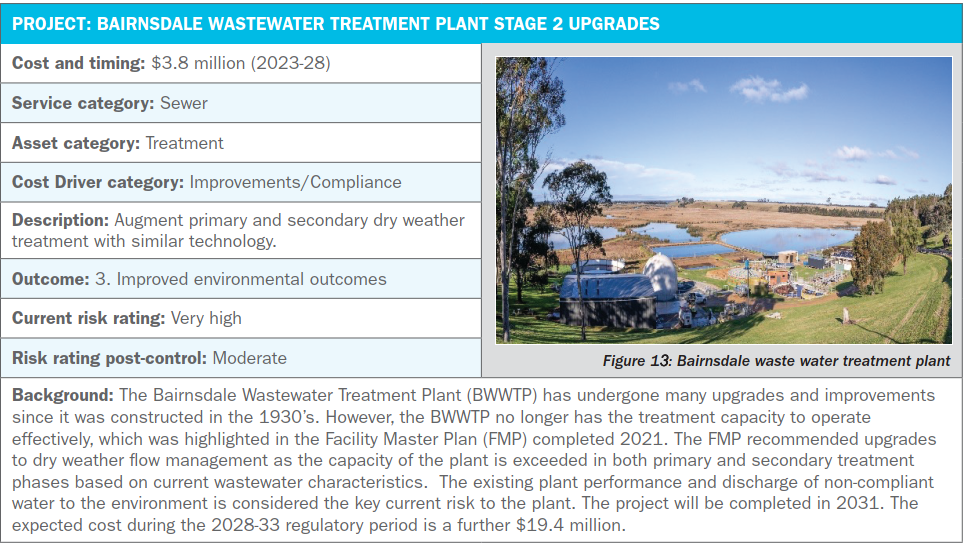 PROJECT: BAIRNSDALE WASTEWATER TREATMENT PLANT STAGE 2 UPGRADES
Cost and timing: $3.8 million (2023-28)
Service category: Sewer
Asset category: Treatment
Cost Driver category: Improvements/Compliance
Description: Augment primary and secondary dry weather
treatment with similar technology.
Outcome: 3. Improved environmental outcomes
Current risk rating: Very high
Risk rating post-control: Moderate
Figure 13: Bairnsdale waste water treatment plant
Background: The Bairnsdale Wastewater Treatment Plant (BWWTP) has undergone many upgrades and improvements
since it was constructed in the 1930’s. However, the BWWTP no longer has the treatment capacity to operate
effectively, which was highlighted in the Facility Master Plan (FMP) completed 2021. The FMP recommended upgrades
to dry weather flow management as the capacity of the plant is exceeded in both primary and secondary treatment
phases based on current wastewater characteristics.  The existing plant performance and discharge of non-compliant
water to the environment is considered the key current risk to the plant. The project will be completed in 2031. The
expected cost during the 2028-33 regulatory period is a further $19.4 million.